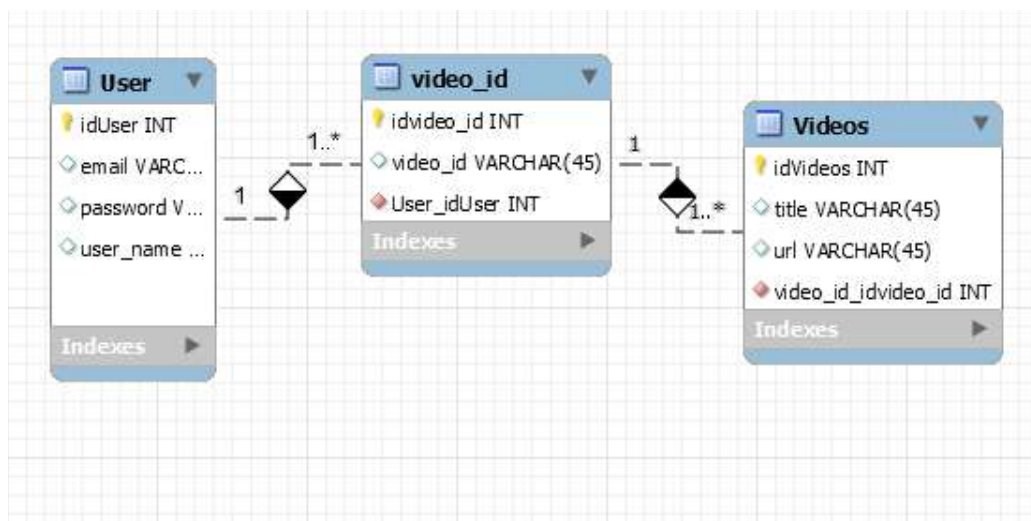 User
idUser INT
email VARC...
password V...
user_name ...
Indexes
1
1..*
video_id
idvideo_id INT
video_id VARCHAR(45)
User_idUser INT
Indexes
1
1..*
Videos
idVideos INT
title VARCHAR(45)
url VARCHAR(45)
video_id_idvideo_id INT
Indexes